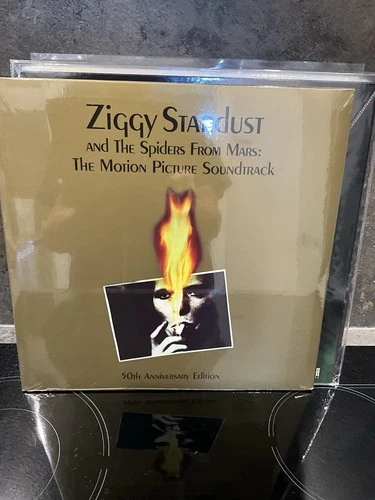 Ziggy Stardust
and The Spiders From Mars:
The Motion Picture Soundtrack
50th Anniversary Edition